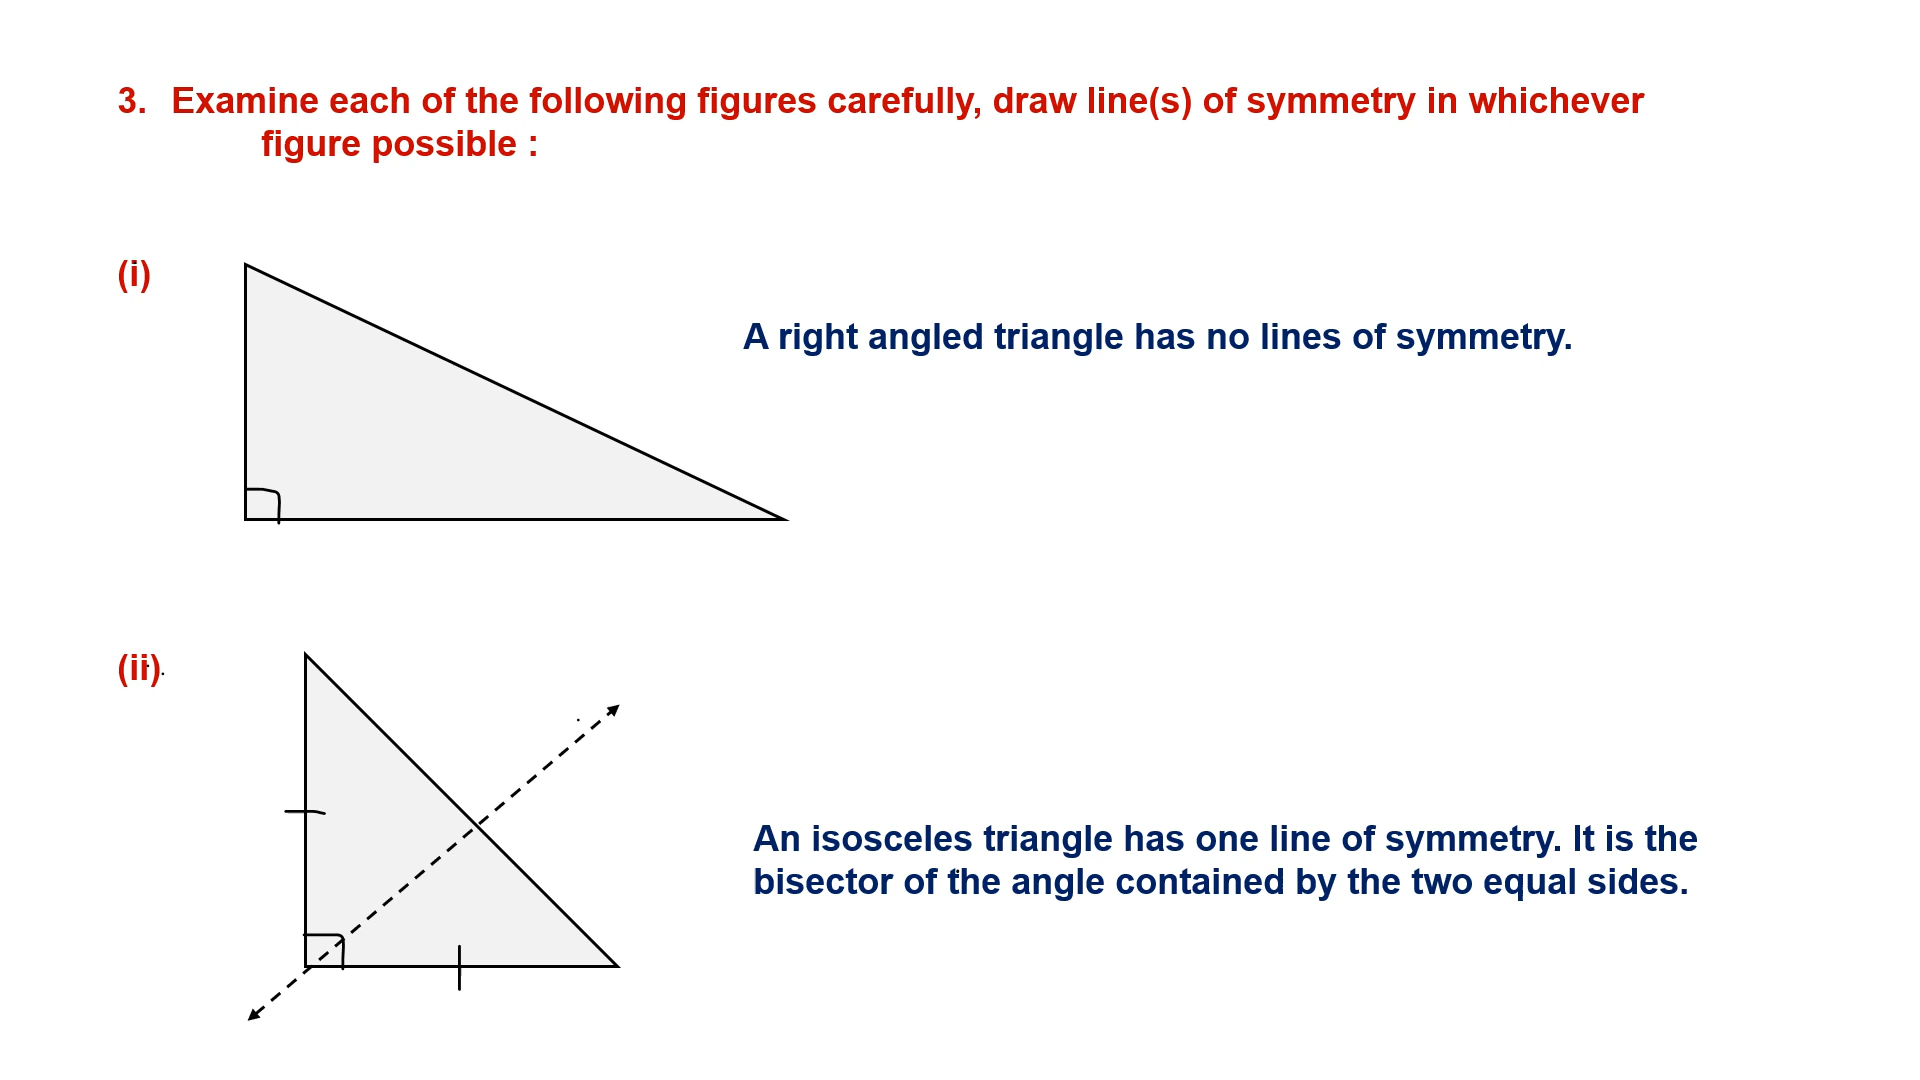 3. Examine each of the following figures carefully, draw line(s) of symmetry in whichever
figure possible :
(i)
A right angled triangle has no lines of symmetry.
(ii)
An isosceles triangle has one line of symmetry. It is the
bisector of the angle contained by the two equal sides.